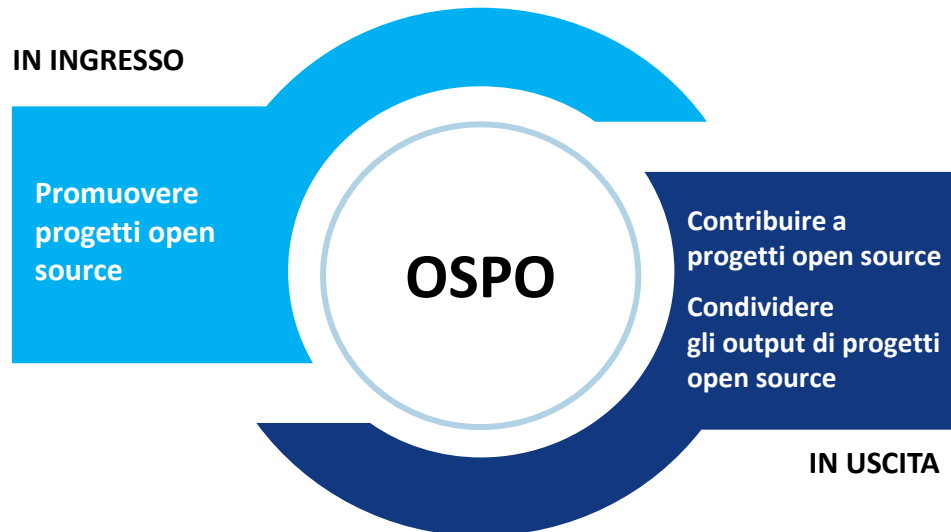 IN INGRESSO
Promuovere
progetti open
source
OSPO
Contribuire a
progetti open source
Condividere
gli output di progetti
open source
IN USCITA